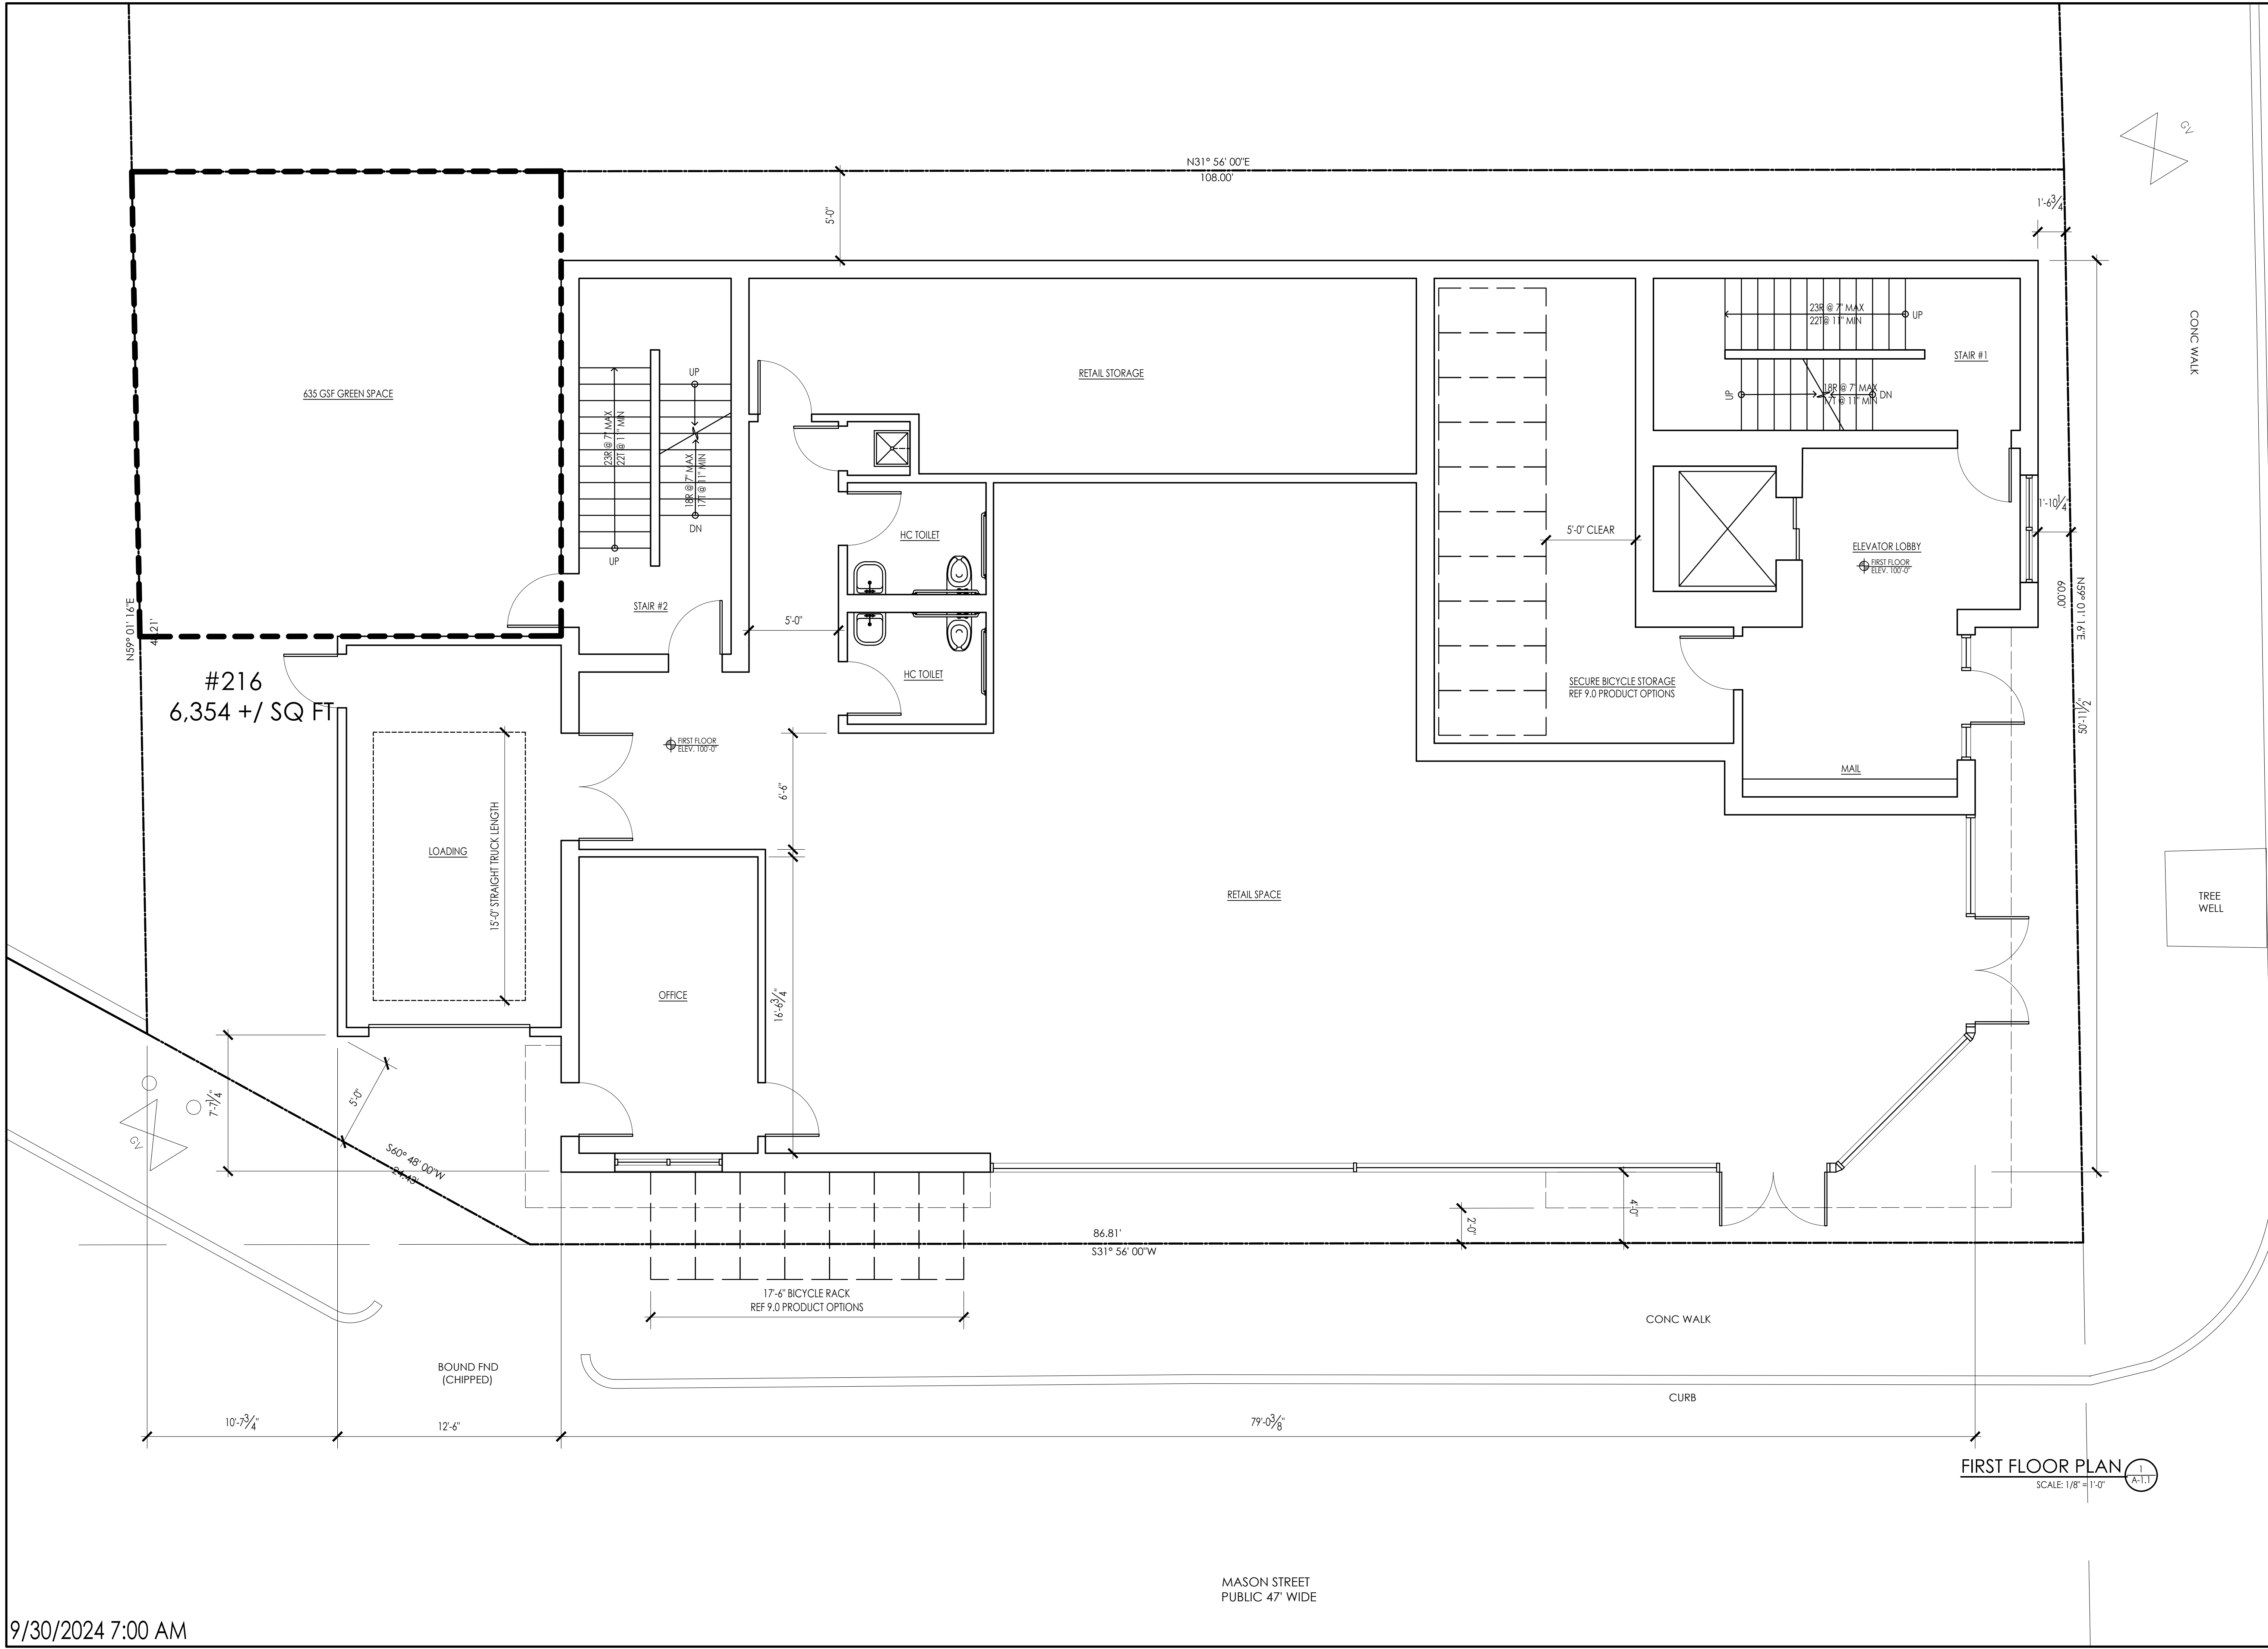 GV
N31° 56' 00"E
108.00'
5'-0"
1'-6 3/4"
CONC WALK
635 GSF GREEN SPACE
RETAIL STORAGE
23R @ 7" MAX
22T@ 11" MIN
UP
STAIR #1
18R @ 7" MAX
17T @ 11" MIN
UP
DN
UP
23R @ 7" MAX
22T @ 11" MIN
18R @ 7" MAX
17T @ 11" MIN
DN
UP
STAIR #2
HC TOILET
5'-0"
HC TOILET
5'-0" CLEAR
ELEVATOR LOBBY
FIRST FLOOR
ELEV. 100'-0"
1'-10 1/4"
N59° 01' 16"E
60.00'
50'-11 1/2"
N59° 01' 16"E
#216
6,354 +/ SQ FT
SECURE BICYCLE STORAGE
REF 9.0 PRODUCT OPTIONS
FIRST FLOOR
ELEV. 100'-0"
6'-6"
MAIL
LOADING
15'-0" STRAIGHT TRUCK LENGTH
RETAIL SPACE
TREE
WELL
OFFICE
16'-6 3/4"
7'-7 1/4"
5'-0"
GV
S60° 48' 00"W
24.43'
4'-0"
2'-0"
86.81'
S31° 56' 00"W
17'-6" BICYCLE RACK
REF 9.0 PRODUCT OPTIONS
CONC WALK
BOUND FND
(CHIPPED)
CURB
10'-7 3/4"
12'-6"
79'-0 3/8"
FIRST FLOOR PLAN
1
A-1.1
SCALE: 1/8" = 1'-0"
MASON STREET
PUBLIC 47' WIDE
9/30/2024 7:00 AM